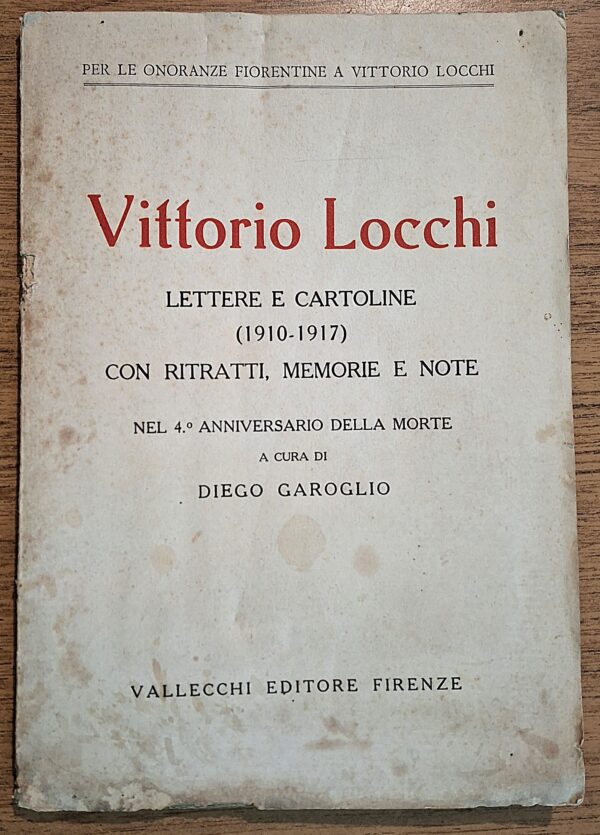 PER LE ONORANZE FIORENTINE A VITTORIO LOCCHI
Vittorio Locchi
LETTERE E CARTOLINE
(1910-1917)
CON RITRATTI, MEMORIE E NOTE
NEL 4.º ANNIVERSARIO DELLA MORTE
A CURA DI
DIEGO GAROGLIO
VALLECCHI EDITORE FIRENZE